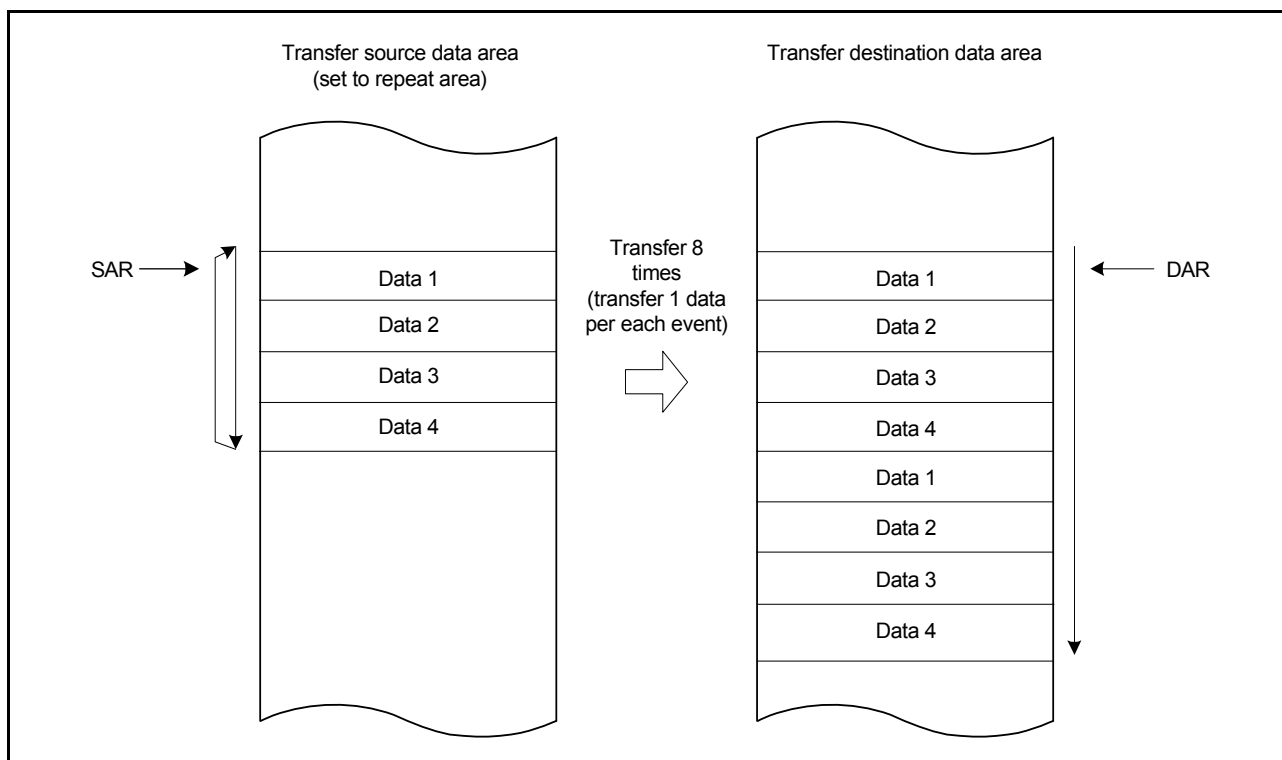 Transfer source data area
(set to repeat area)
Transfer destination data area
SAR
Data 1
Data 2
Data 3
Data 4
Transfer 8
times
(transfer 1 data
per each event)
Data 1
Data 2
Data 3
Data 4
Data 1
Data 2
Data 3
Data 4
DAR